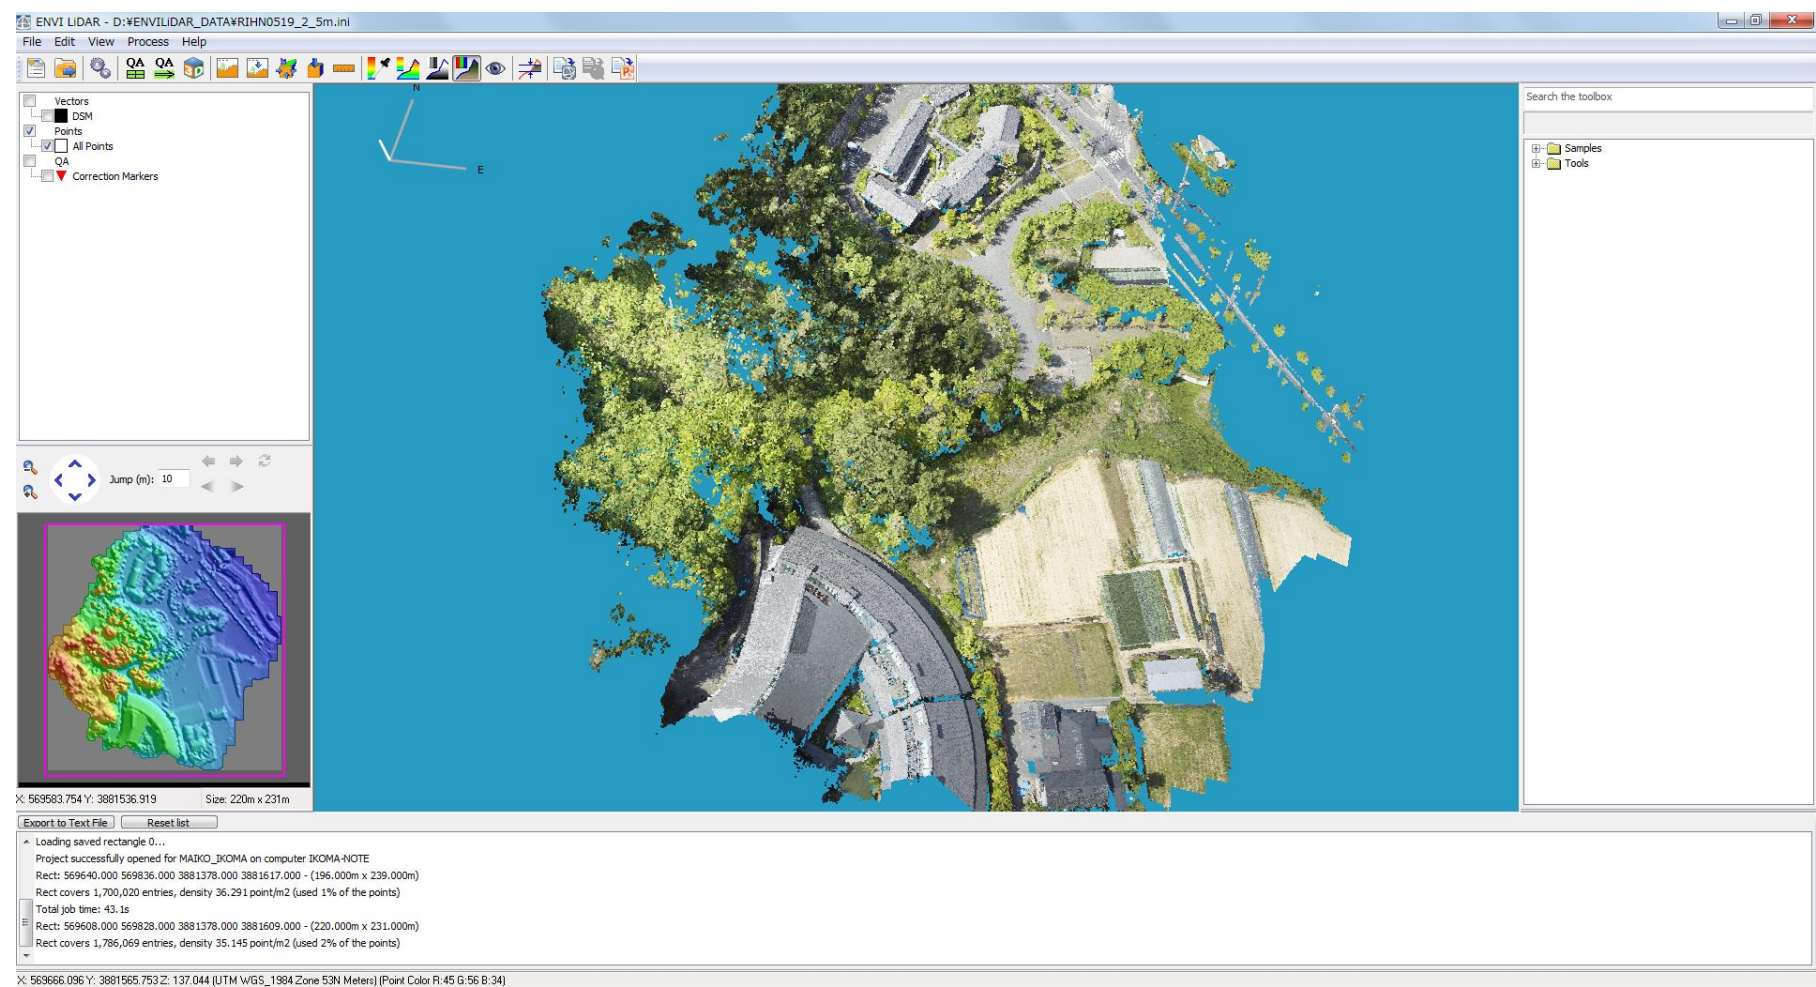 ENVI LiDAR - D:¥ENVILiDAR_DATA¥RIHN0519_2_5m.ini
File Edit View Process Help
QA QA 3D
Vectors
DSM
Points
All Points
QA
Correction Markers
N
E
Search the toolbox
Samples
Tools
Jump (m): 10
X: 569583.754 Y: 3881536.919 Size: 220m x 231m
Export to Text File Reset list
Loading saved rectangle 0...
Project successfully opened for MAIKO_IKOMA on computer IKOMA-NOTE
Rect: 569640.000 569836.000 3881378.000 3881617.000 - (196.000m x 239.000m)
Rect covers 1,700,020 entries, density 36.291 point/m2 (used 1% of the points)
Total job time: 43.1s
Rect: 569608.000 569828.000 3881378.000 3881609.000 - (220.000m x 231.000m)
Rect covers 1,786,069 entries, density 35.145 point/m2 (used 2% of the points)
X: 569666.096 Y: 3881565.753 Z: 137.044 (UTM WGS_1984 Zone 53N Meters) (Point Color R:45 G:56 B:34)